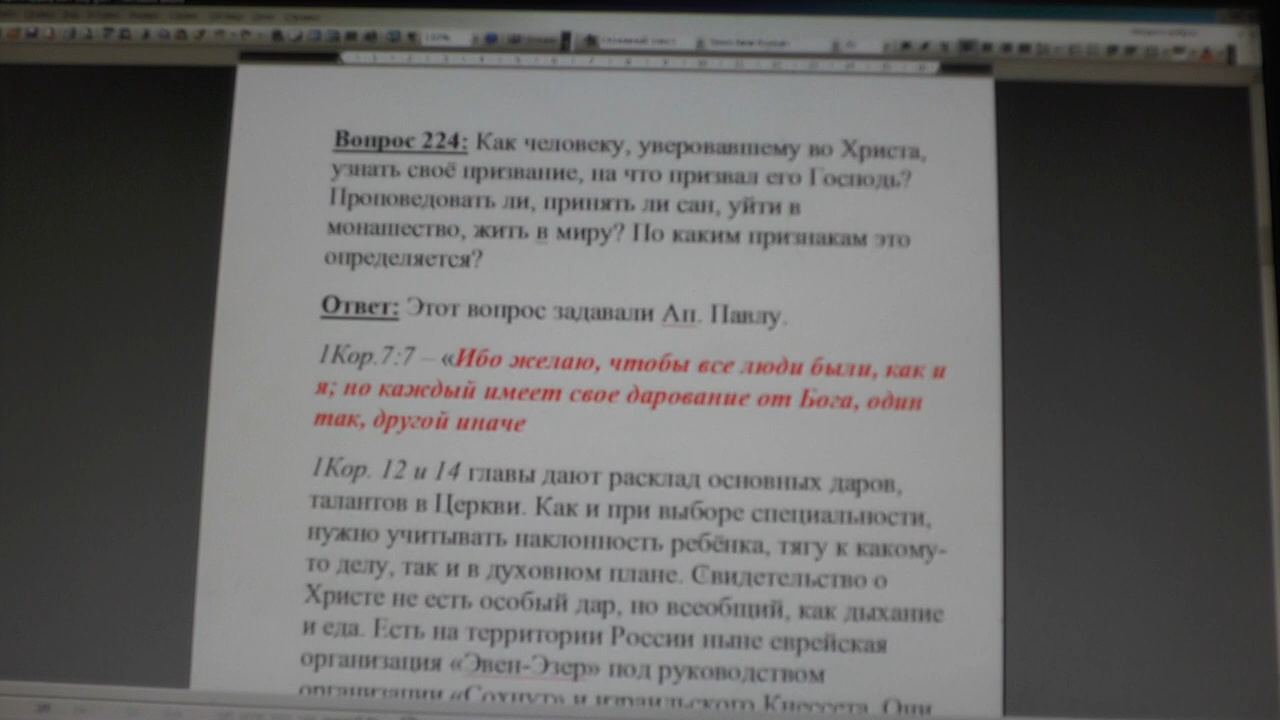 Вопрос 224: Как человеку, уверовавшему во Христа,
узнать своё призвание, на что призвал его Господь?
Проповедовать ли, принять ли сан, уйти в
монашество, жить в миру? По каким признакам это
определяется?
Ответ: Этот вопрос задавали Ап. Павлу.
1Кор.7:7 – «Ибо желаю, чтобы все люди были, как и
я; но каждый имеет свое дарование от Бога, один
так, другой иначе
1Кор. 12 и 14 главы дают расклад основных даров,
талантов в Церкви. Как и при выборе специальности,
нужно учитывать наклонность ребёнка, тягу к какому-
то делу, так и в духовном плане. Свидетельство о
Христе не есть особый дар, но всеобщий, как дыхание
и еда. Есть на территории России ныне еврейская
организация «Эвен-Эзер» под руководством
организации «Сохнут» и израильского Кнессета. Они